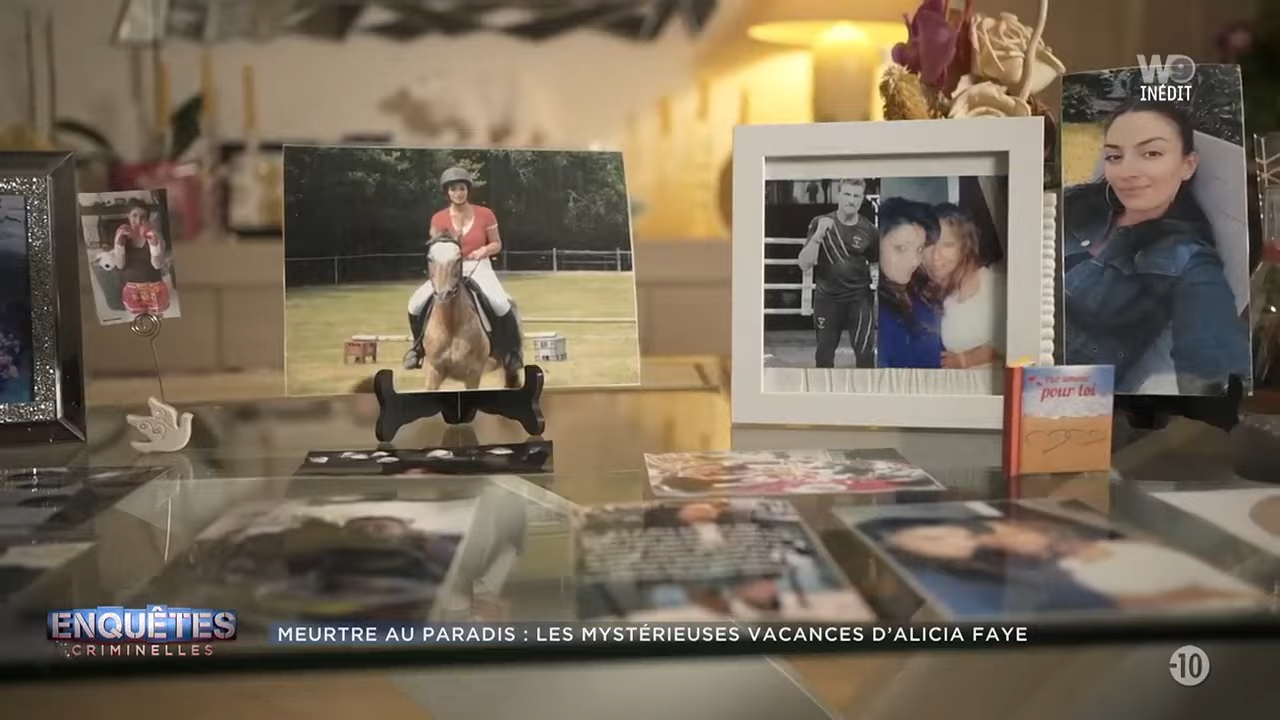 W9
INÉDIT
pour toi
ENQUÊTES
CRIMINELLES
MEURTRE AU PARADIS : LES MYSTÉRIEUSES VACANCES D'ALICIA FAYE
-10